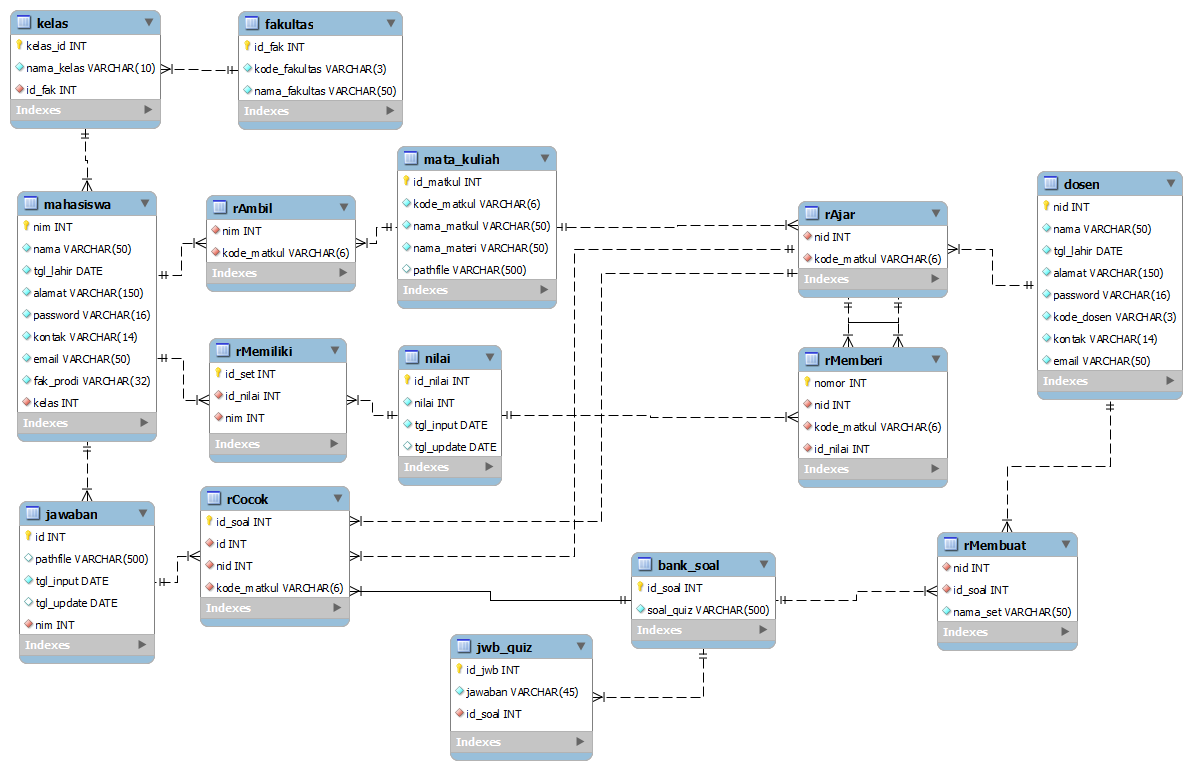 kelas
kelas_id INT
nama_kelas VARCHAR(10)
id_fak INT
Indexes
fakultas
id_fak INT
kode_fakultas VARCHAR(3)
nama_fakultas VARCHAR(50)
Indexes
mata_kuliah
id_matkul INT
kode_matkul VARCHAR(6)
nama_matkul VARCHAR(50)
nama_materi VARCHAR(50)
pathfile VARCHAR(500)
Indexes
dosen
nid INT
nama VARCHAR(50)
tgl_lahir DATE
alamat VARCHAR(150)
password VARCHAR(16)
kode_dosen VARCHAR(3)
kontak VARCHAR(14)
email VARCHAR(50)
Indexes
mahasiswa
nim INT
nama VARCHAR(50)
tgl_lahir DATE
alamat VARCHAR(150)
password VARCHAR(16)
kontak VARCHAR(14)
email VARCHAR(50)
fak_prodi VARCHAR(32)
kelas INT
Indexes
rAmbil
nim INT
kode_matkul VARCHAR(6)
Indexes
rAjar
nid INT
kode_matkul VARCHAR(6)
Indexes
rMemiliki
id_set INT
id_nilai INT
nim INT
Indexes
nilai
id_nilai INT
nilai INT
tgl_input DATE
tgl_update DATE
Indexes
rMemberi
nomor INT
nid INT
kode_matkul VARCHAR(6)
id_nilai INT
Indexes
jawaban
id INT
pathfile VARCHAR(500)
tgl_input DATE
tgl_update DATE
nim INT
Indexes
rCocok
id_soal INT
id INT
nid INT
kode_matkul VARCHAR(6)
Indexes
bank_soal
id_soal INT
soal_quiz VARCHAR(500)
Indexes
rMembuat
nid INT
id_soal INT
nama_set VARCHAR(50)
Indexes
jwb_quiz
id_jwb INT
jawaban VARCHAR(45)
id_soal INT
Indexes